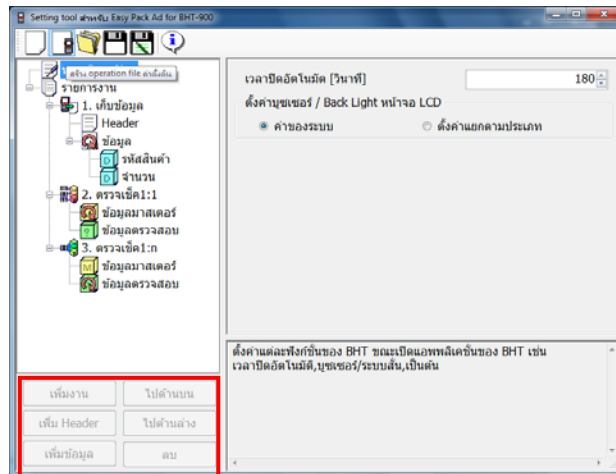 Setting tool สำหรับ Easy Pack Ad for BHT-900
สร้าง operation file ค่าตั้งต้น
รายการงาน
1. เก็บข้อมูล
Header
ข้อมูล
รหัสสินค้า
จำนวน
2. ตรวจเช็ค1:1
ข้อมูลมาสเตอร์
ข้อมูลตรวจสอบ
3. ตรวจเช็ค1:n
ข้อมูลมาสเตอร์
ข้อมูลตรวจสอบ
เพิ่มงาน
ไปด้านบน
เพิ่ม Header
ไปด้านล่าง
เพิ่มข้อมูล
ลบ
เวลาปิดอัตโนมัติ [วินาที]
180
ตั้งค่าบุซเซอร์ / Back Light หน้าจอ LCD
ค่าของระบบ
ตั้งค่าแยกตามประเภท
ตั้งค่าแต่ละฟังก์ชั่นของ BHT ขณะเปิดแอพพลิเคชั่นของ BHT เช่น
เวลาปิดอัตโนมัติ,บุซเซอร์/ระบบสั่น,เป็นต้น